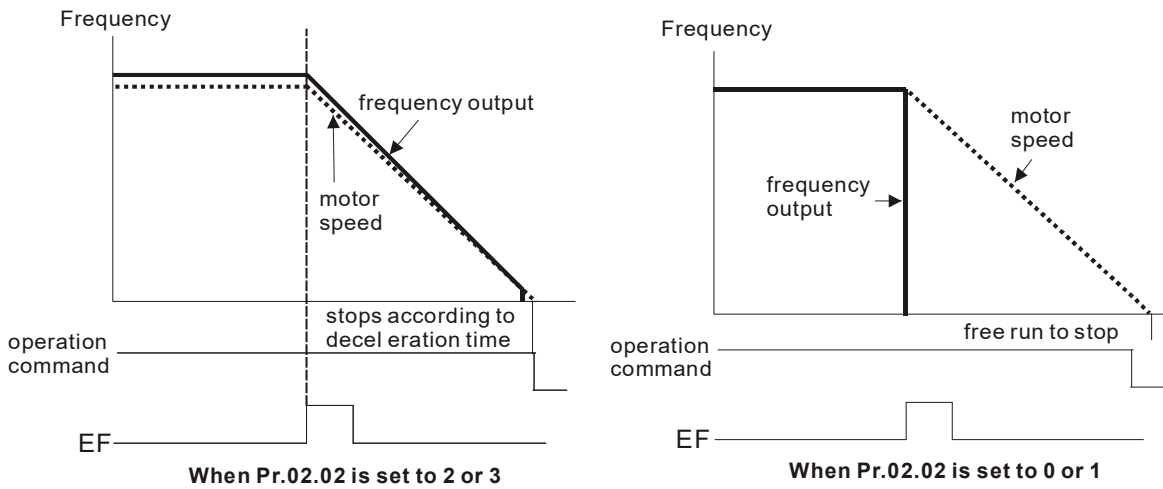 Frequency
frequency output
motor
speed
stops according to
decel eration time
operation
command
EF
When Pr.02.02 is set to 2 or 3
Frequency
motor
speed
frequency
output
free run to stop
operation
command
EF
When Pr.02.02 is set to 0 or 1